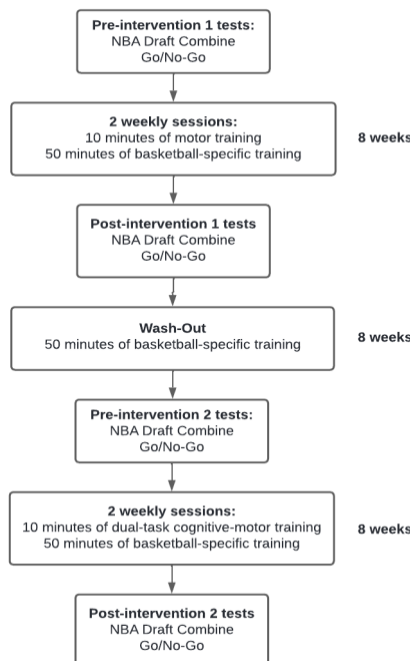 Pre-intervention 1 tests:
NBA Draft Combine
Go/No-Go
2 weekly sessions:
10 minutes of motor training
50 minutes of basketball-specific training
8 weeks
Post-intervention 1 tests
NBA Draft Combine
Go/No-Go
Wash-Out
50 minutes of basketball-specific training
8 weeks
Pre-intervention 2 tests:
NBA Draft Combine
Go/No-Go
2 weekly sessions:
10 minutes of dual-task cognitive-motor training
50 minutes of basketball-specific training
8 weeks
Post-intervention 2 tests
NBA Draft Combine
Go/No-Go